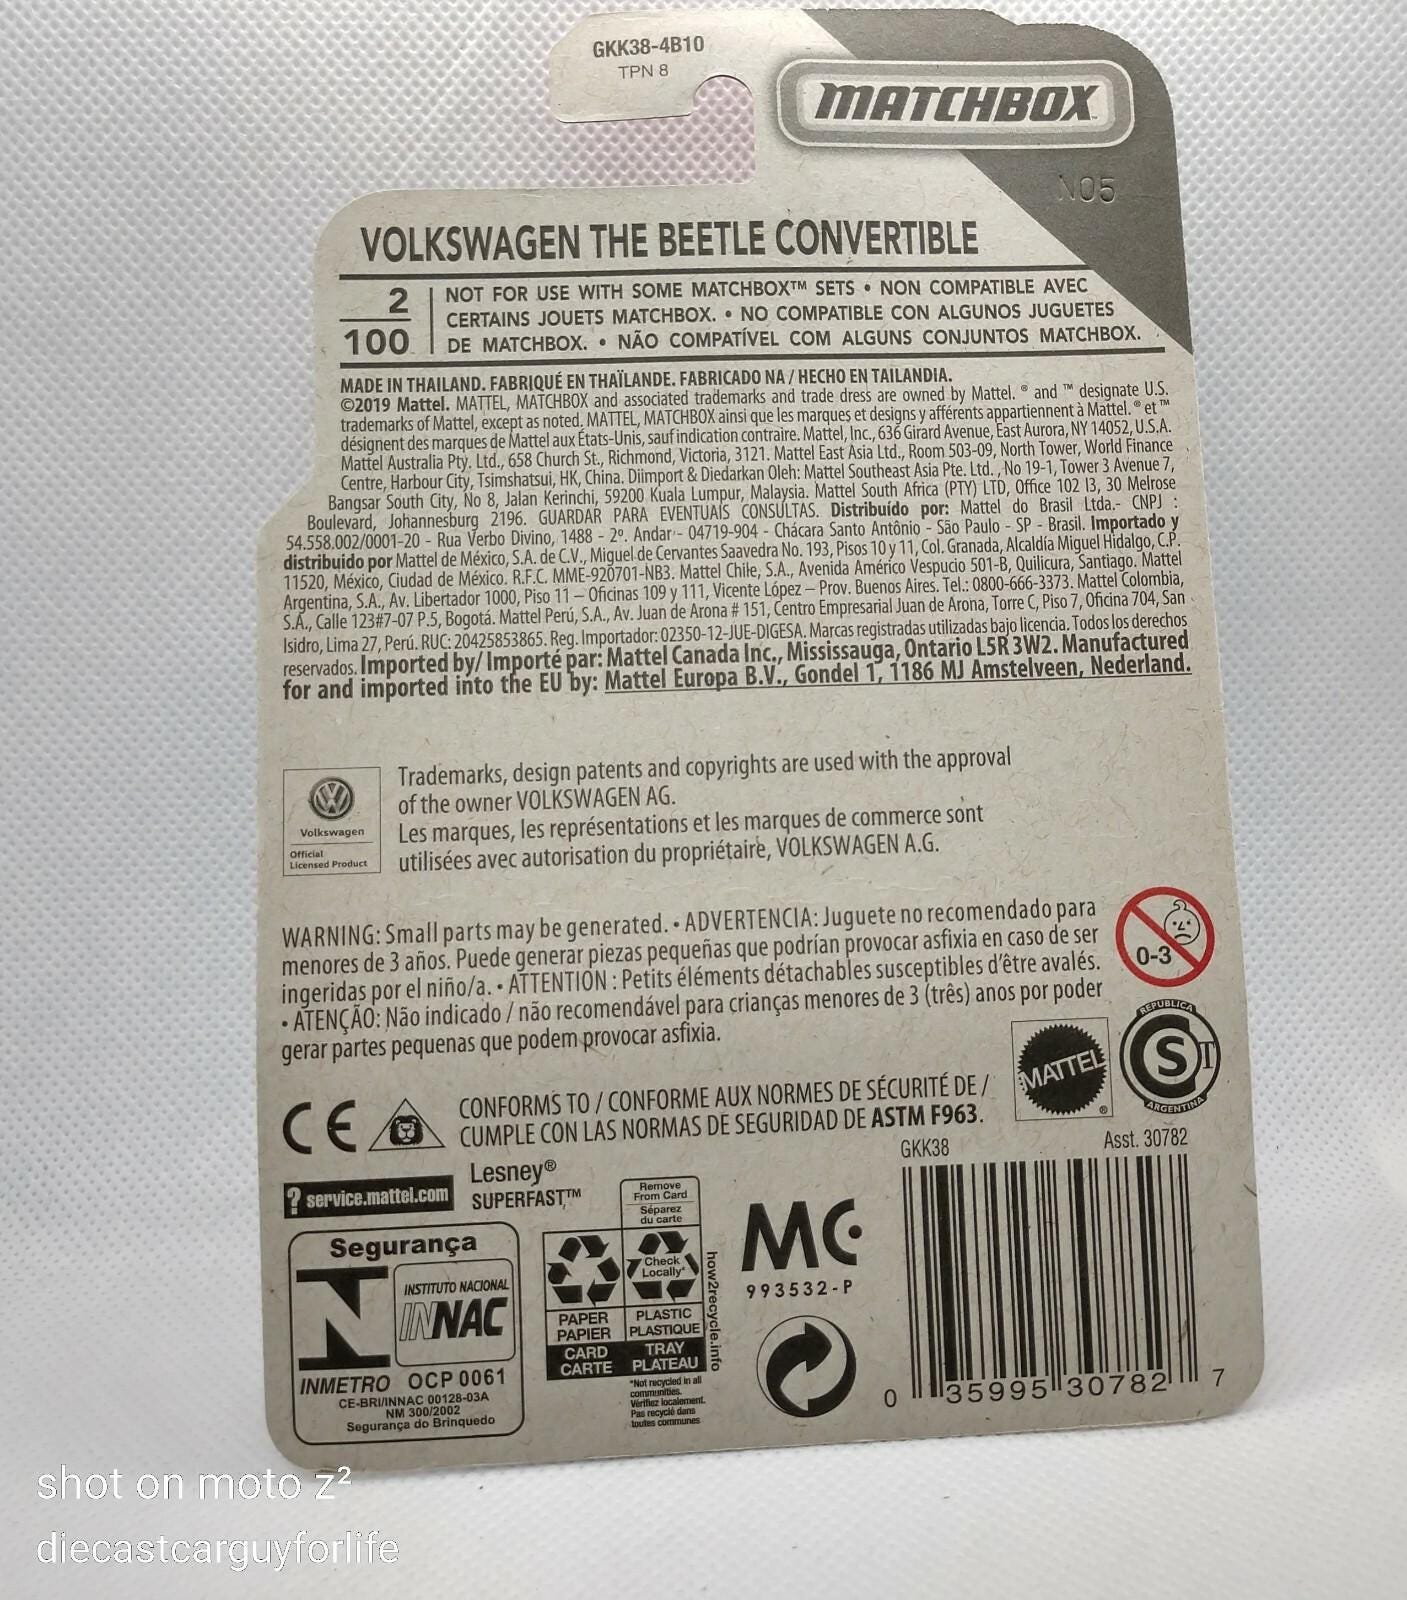 GKK38-4B10
TPN 8
MATCHBOX™
N05
VOLKSWAGEN THE BEETLE CONVERTIBLE
2
100
NOT FOR USE WITH SOME MATCHBOX™ SETS • NON COMPATIBLE AVEC
CERTAINS JOUETS MATCHBOX. • NO COMPATIBLE CON ALGUNOS JUGUETES
DE MATCHBOX. • NÃO COMPATÍVEL COM ALGUNS CONJUNTOS MATCHBOX.
MADE IN THAILAND. FABRIQUÉ EN THAÏLANDE. FABRICADO NA / HECHO EN TAILANDIA.
©2019 Mattel. MATTEL, MATCHBOX and associated trademarks and trade dress are owned by Mattel. ® and ™ designate U.S.
trademarks of Mattel, except as noted. MATTEL, MATCHBOX ainsi que les marques et designs y afférents appartiennent à Mattel. ® et ™
désignent des marques de Mattel aux États-Unis, sauf indication contraire. Mattel, Inc., 636 Girard Avenue, East Aurora, NY 14052, U.S.A.
Mattel Australia Pty. Ltd., 658 Church St., Richmond, Victoria, 3121. Mattel East Asia Ltd., Room 503-09, North Tower, World Finance
Centre, Harbour City, Tsimshatsui, HK, China. Diimport & Diedarkan Oleh: Mattel Southeast Asia Pte. Ltd. ,No 19-1, Tower 3 Avenue 7,
Bangsar South City, No 8, Jalan Kerinchi, 59200 Kuala Lumpur, Malaysia. Mattel South Africa (PTY) LTD, Office 102 I3, 30 Melrose
Boulevard, Johannesburg 2196. GUARDAR PARA EVENTUAIS CONSULTAS. Distribuído por: Mattel do Brasil Ltda.- CNPJ :
54.558.002/0001-20 - Rua Verbo Divino, 1488 - 2º. Andar - 04719-904 - Chácara Santo Antônio - São Paulo - SP - Brasil. Importado y
distribuido por Mattel de México, S.A. de C.V., Miguel de Cervantes Saavedra No. 193, Pisos 10 y 11, Col. Granada, Alcaldía Miguel Hidalgo, C.P.
11520, México, Ciudad de México. R.F.C. MME-920701-NB3. Mattel Chile, S.A., Avenida Américo Vespucio 501-B, Quilicura, Santiago. Mattel
Argentina, S.A., Av. Libertador 1000, Piso 11 – Oficinas 109 y 111, Vicente López – Prov. Buenos Aires. Tel.: 0800-666-3373. Mattel Colombia,
S.A., Calle 123#7-07 P.5, Bogotá. Mattel Perú, S.A., Av. Juan de Arona # 151, Centro Empresarial Juan de Arona, Torre C, Piso 7, Oficina 704, San
Isidro, Lima 27, Perú. RUC: 20425853865. Reg. Importador: 02350-12-JUE-DIGESA. Marcas registradas utilizadas bajo licencia. Todos los derechos
reservados. Imported by/ Importé par: Mattel Canada Inc., Mississauga, Ontario L5R 3W2. Manufactured
for and imported into the EU by: Mattel Europa B.V., Gondel 1, 1186 MJ Amstelveen, Nederland.
Volkswagen
Official
Licensed Product
Trademarks, design patents and copyrights are used with the approval
of the owner VOLKSWAGEN AG.
Les marques, les représentations et les marques de commerce sont
utilisées avec autorisation du propriétaire, VOLKSWAGEN A.G.
WARNING: Small parts may be generated. • ADVERTENCIA: Juguete no recomendado para
menores de 3 años. Puede generar piezas pequeñas que podrían provocar asfixia en caso de ser
ingeridas por el niño/a. • ATTENTION : Petits éléments détachables susceptibles d'être avalés.
• ATENÇÃO: Não indicado / não recomendável para crianças menores de 3 (três) anos por poder
gerar partes pequenas que podem provocar asfixia.
0-3
REPUBLICA
S T
ARGENTINA
MATTEL ®
CE
CONFORMS TO / CONFORME AUX NORMES DE SÉCURITÉ DE /
CUMPLE CON LAS NORMAS DE SEGURIDAD DE ASTM F963.
? service.mattel.com
Lesney®
SUPERFAST™
GKK38
Asst. 30782
Segurança
INSTITUTO NACIONAL
INNAC
INMETRO OCP 0061
CE-BRI/INNAC 00128-03A
NM 300/2002
Segurança do Brinquedo
Remove
From Card
Séparez
du carte
Check
Locally*
PAPER
PAPIER
PLASTIC
PLASTIQUE
CARD
CARTE
TRAY
PLATEAU
*Not recycled in all
communities.
Vérifiez localement.
Pas recyclé dans
toutes communes
how2recycle.info
MC
993532-P
0 35995 30782 7
shot on moto z²
diecastcarguyforlife